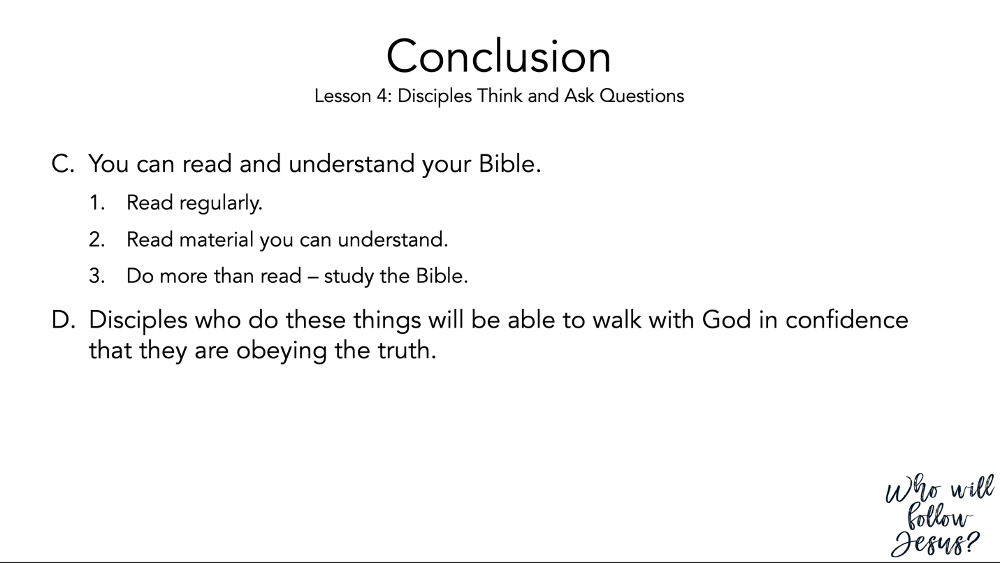 Conclusion
Lesson 4: Disciples Think and Ask Questions
C. You can read and understand your Bible.
1. Read regularly.
2. Read material you can understand.
3. Do more than read – study the Bible.
D. Disciples who do these things will be able to walk with God in confidence
that they are obeying the truth.
Who will
follow
Jesus?